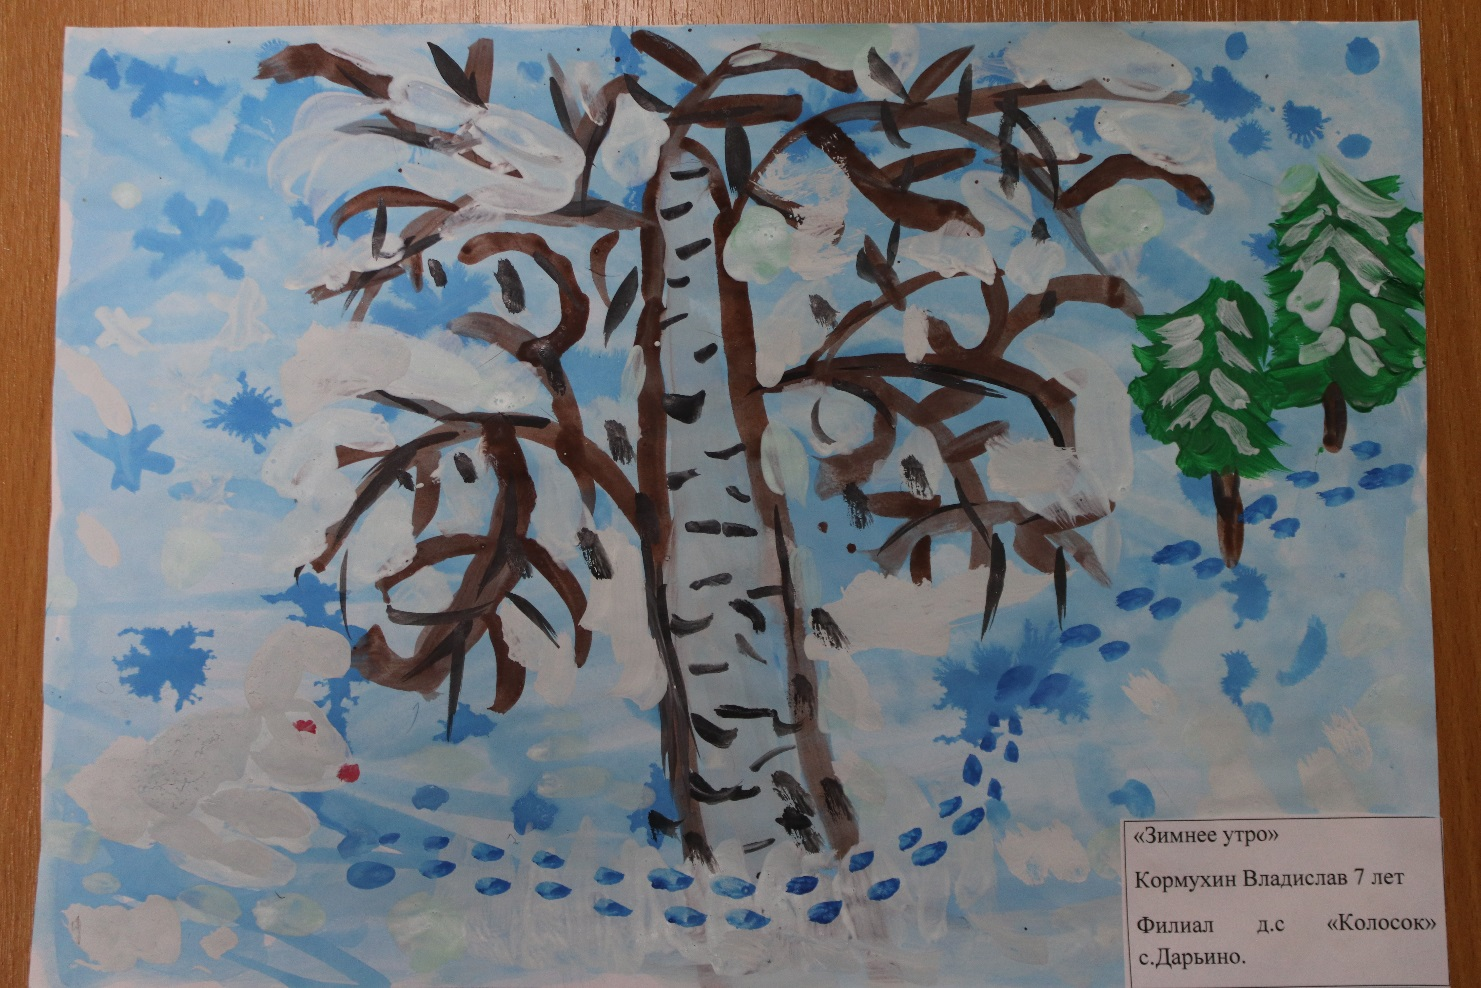 «Зимнее утро»
Кормухин Владислав 7 лет
Филиал д.с «Колосок»
с.Дарьино.